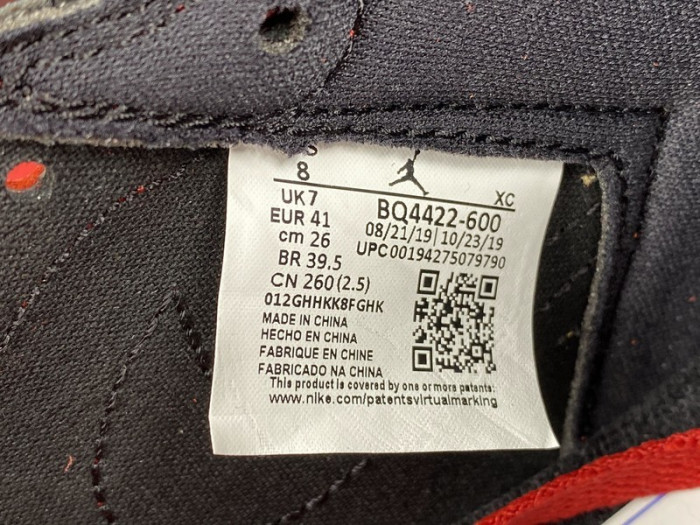 8
UK 7
EUR 41
cm 26
BR 39.5
CN 260 (2.5)
012GHHKK8FGHK
XC
BQ4422-600
08/21/19 | 10/23/19
UPC 00194275079790
MADE IN CHINA
HECHO EN CHINA
FABRIQUE EN CHINE
FABRICADO NA CHINA
This product is covered by one or more patents:
www.nike.com/patentsvirtualmarking